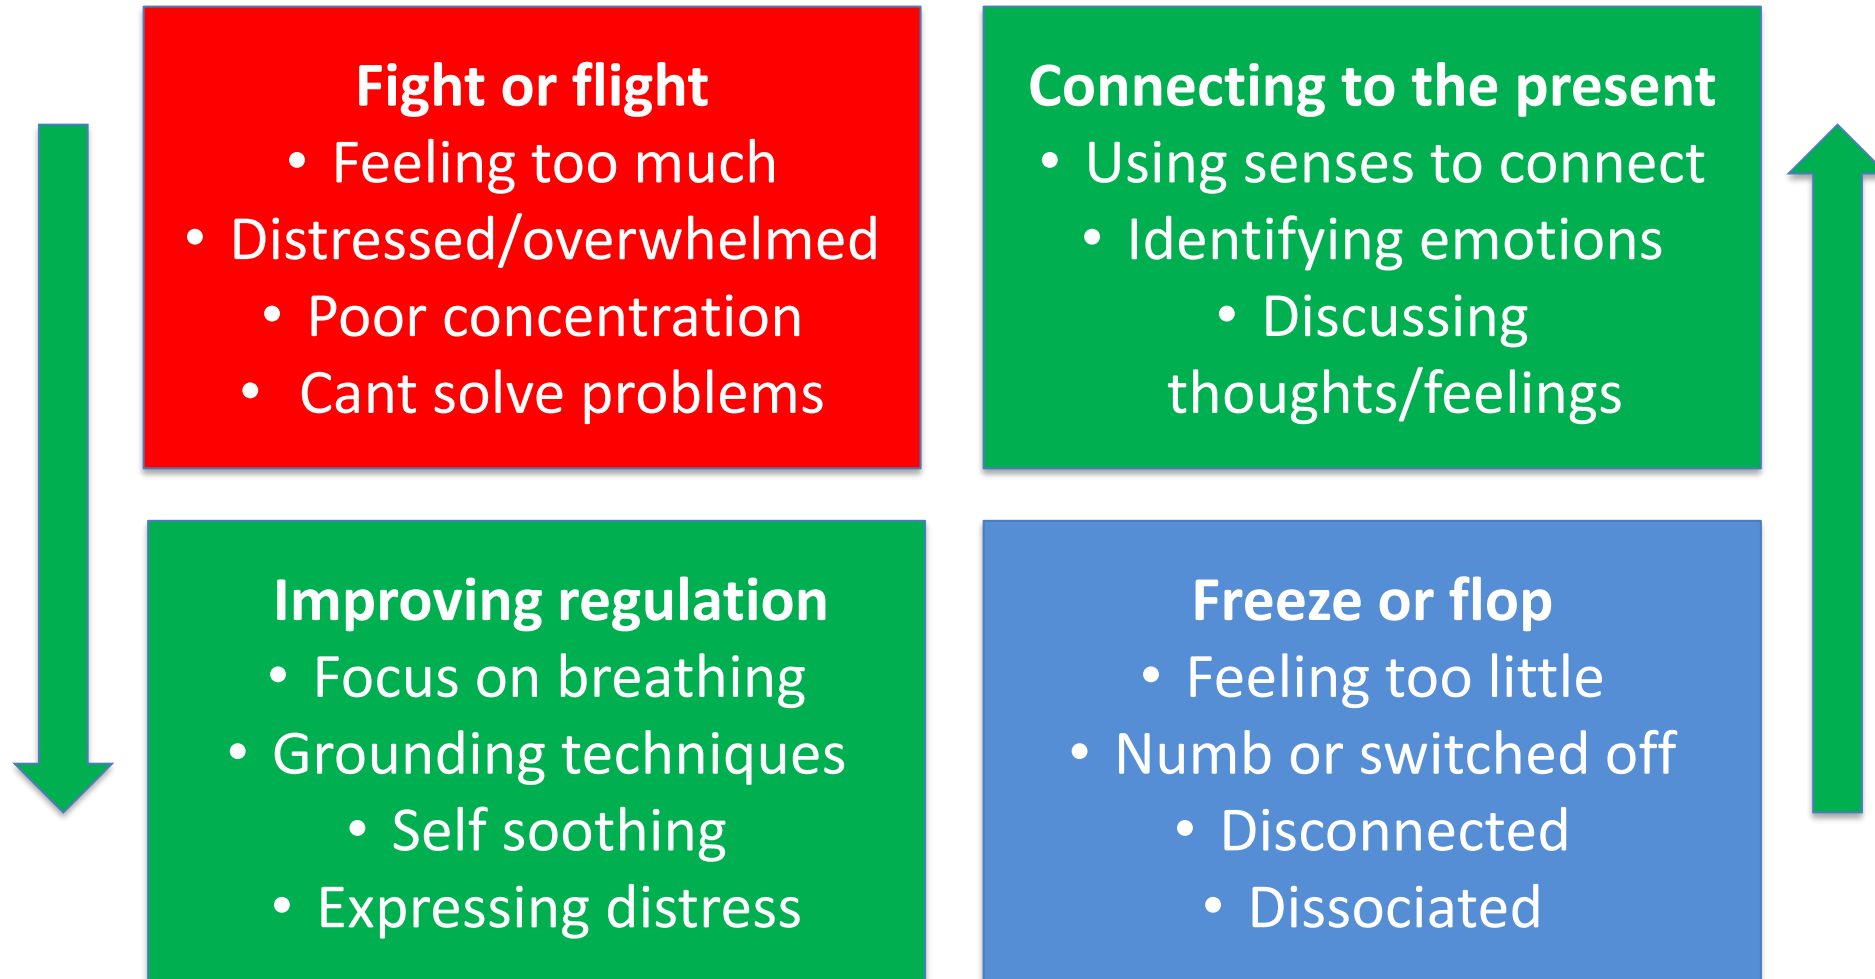 Fight or flight
• Feeling too much
• Distressed/overwhelmed
• Poor concentration
• Cant solve problems
Connecting to the present
• Using senses to connect
• Identifying emotions
• Discussing
thoughts/feelings
Improving regulation
• Focus on breathing
• Grounding techniques
• Self soothing
• Expressing distress
Freeze or flop
• Feeling too little
• Numb or switched off
• Disconnected
• Dissociated